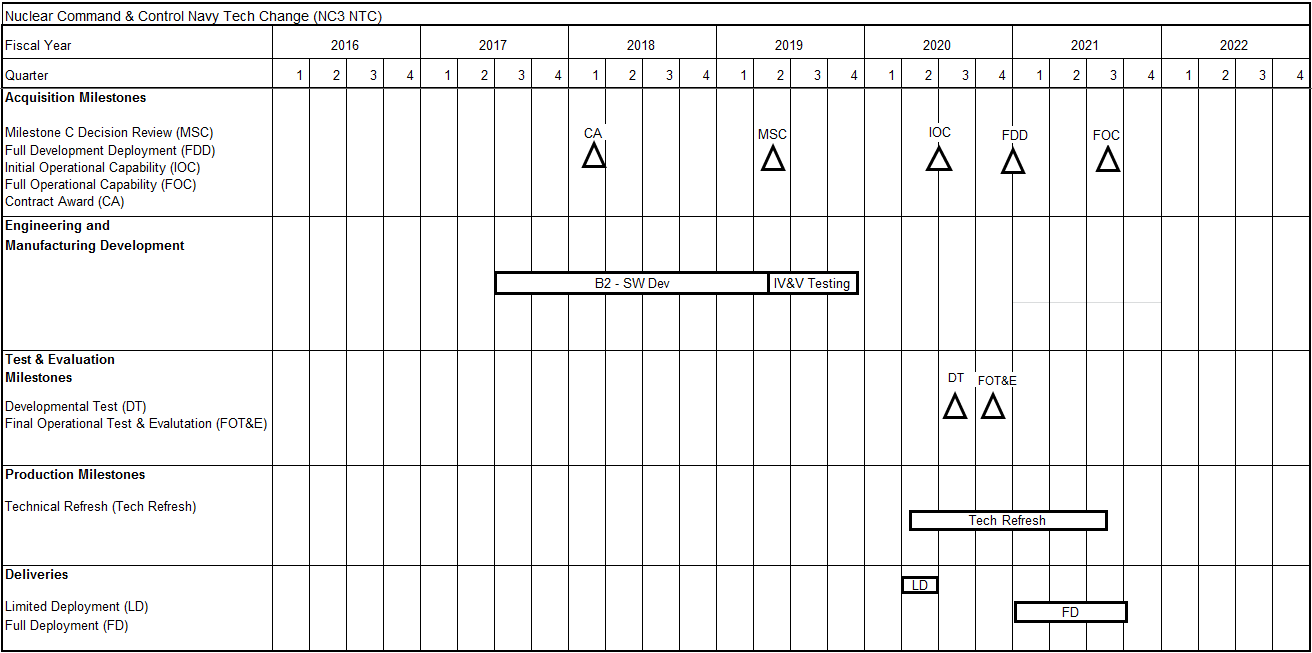 Nuclear Command & Control Navy Tech Change (NC3 NTC)
Fiscal Year 2016 2017 2018 2019 2020 2021 2022
Quarter 1 2 3 4 1 2 3 4 1 2 3 4 1 2 3 4 1 2 3 4 1 2 3 4 1 2 3 4
Acquisition Milestones
CA MSC IOC FDD FOC
Milestone C Decision Review (MSC)
Full Development Deployment (FDD)
Initial Operational Capability (IOC)
Full Operational Capability (FOC)
Contract Award (CA)
Engineering and
Manufacturing Development
B2 - SW Dev IV&V Testing
Test & Evaluation
Milestones
DT FOT&E
Developmental Test (DT)
Final Operational Test & Evalutation (FOT&E)
Production Milestones
Technical Refresh (Tech Refresh)
Tech Refresh
Deliveries
LD
Limited Deployment (LD)
FD
Full Deployment (FD)